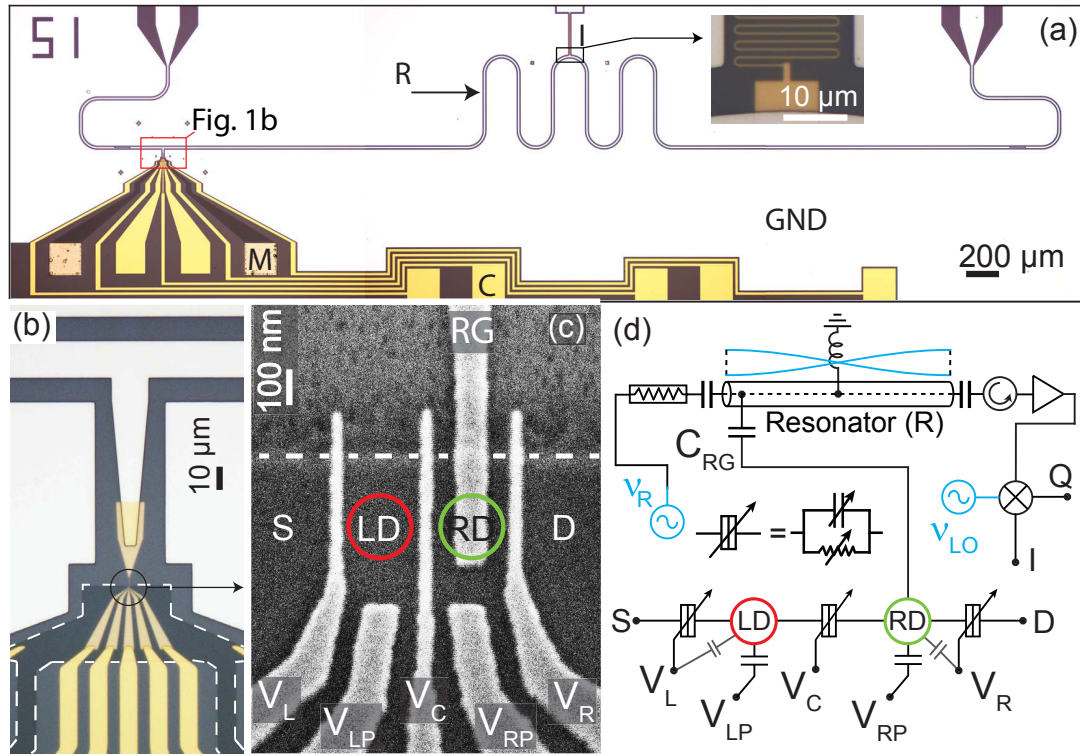 51
(a)
I
R
10 µm
Fig. 1b
GND
M
C
200 µm
(b)
10 µm
(c)
RG
100 nm
S
LD
RD
D
V_L
V_LP
V_C
V_RP
V_R
(d)
Resonator (R)
C_RG
ν_R
=
Q
ν_LO
I
S
LD
RD
D
V_L
V_LP
V_C
V_RP
V_R